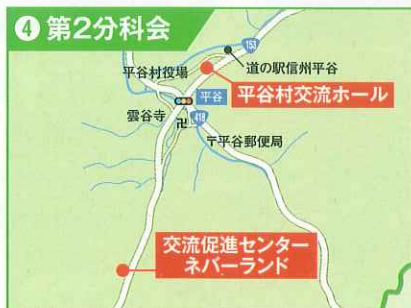 ④ 第2分科会
153
平谷村役場
道の駅信州平谷
平谷村交流ホール
平谷
雲谷寺
卍
418
〒平谷郵便局
交流促進センター
ネバーランド